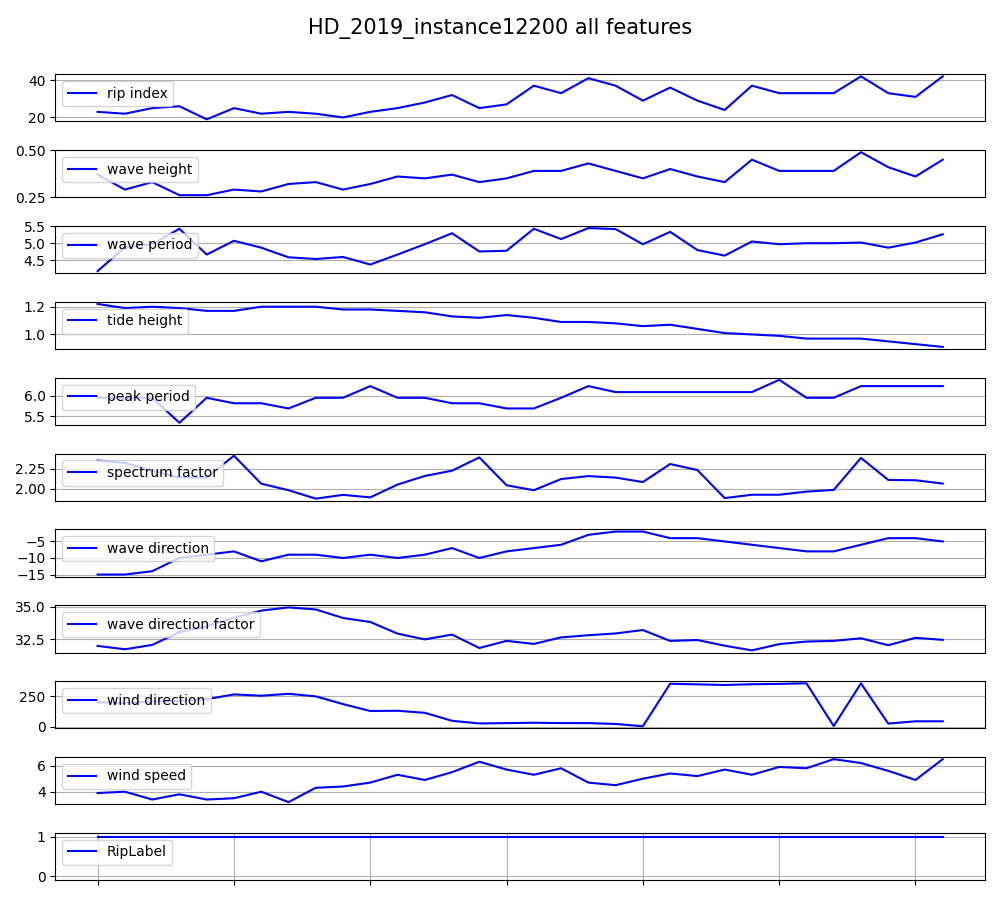 HD_2019_instance12200 all features
40
20
rip index
0.50
0.25
wave height
5.5
5.0
4.5
wave period
1.2
1.0
tide height
6.0
5.5
peak period
2.25
2.00
spectrum factor
−5
−10
−15
wave direction
35.0
32.5
wave direction factor
250
0
wind direction
6
4
wind speed
1
0
RipLabel